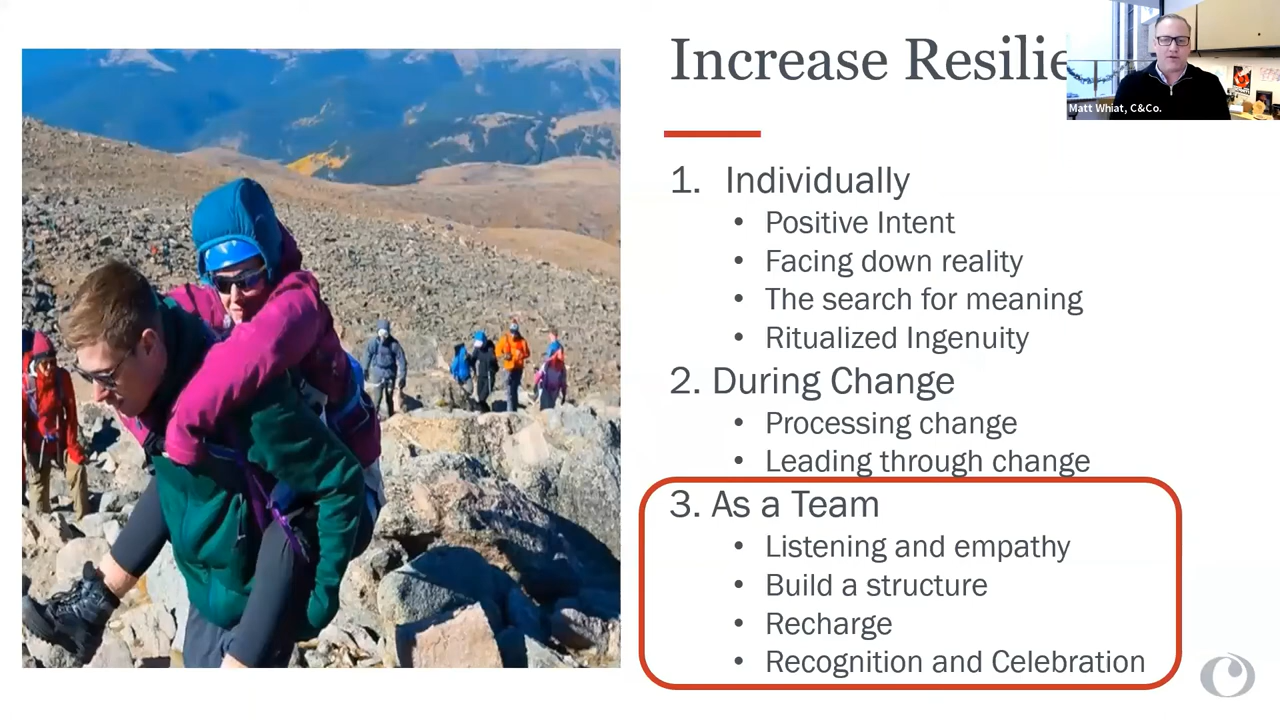 Increase Resilie
Matt Whiat, C&Co.
1. Individually
• Positive Intent
• Facing down reality
• The search for meaning
• Ritualized Ingenuity
2. During Change
• Processing change
• Leading through change
3. As a Team
• Listening and empathy
• Build a structure
• Recharge
• Recognition and Celebration